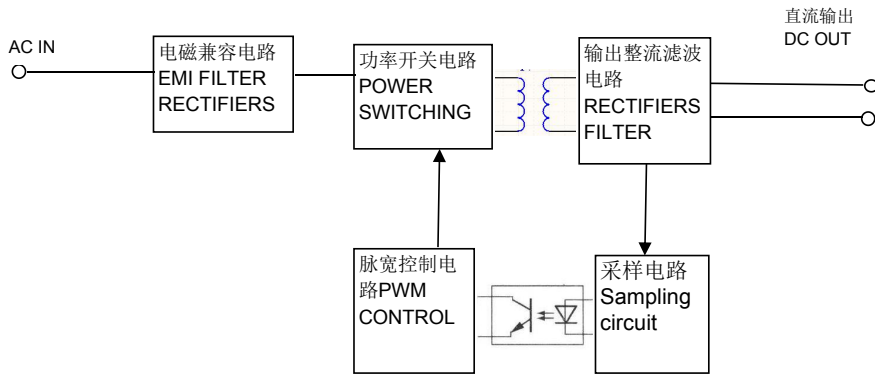 AC IN
电磁兼容电路
EMI FILTER
RECTIFIERS
功率开关电路
POWER
SWITCHING
输出整流滤波
电路
RECTIFIERS
FILTER
直流输出
DC OUT
脉宽控制电
路PWM
CONTROL
采样电路
Sampling
circuit